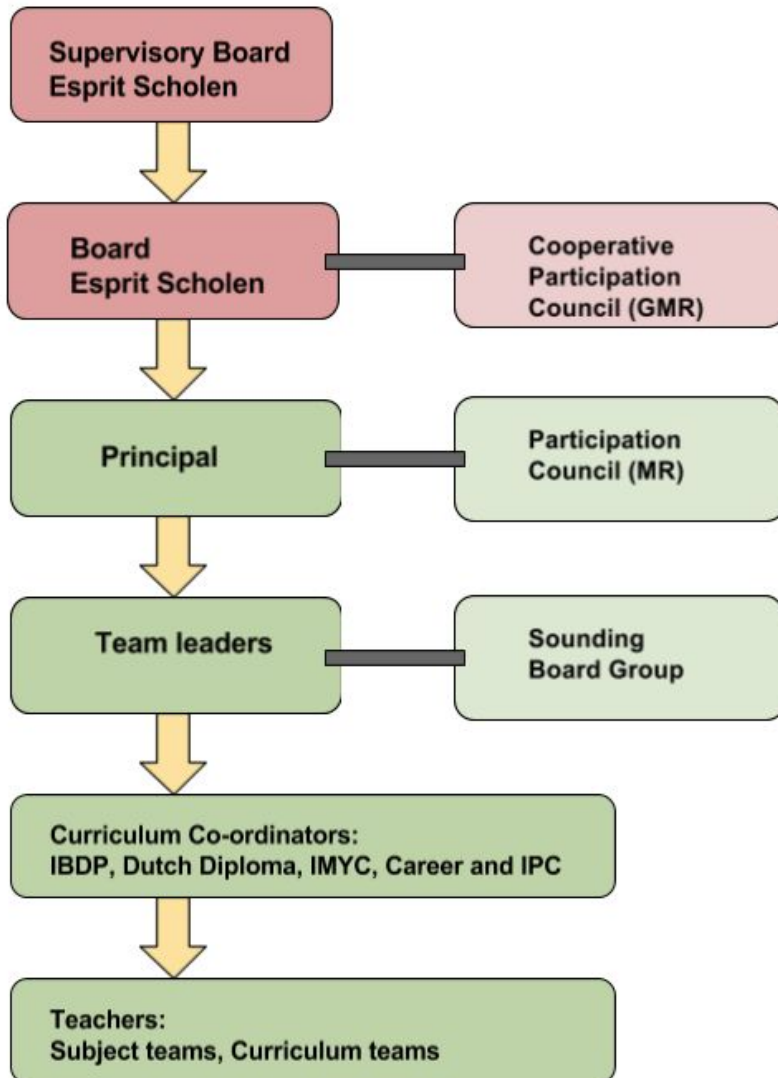 Supervisory Board
Esprit Scholen
Board
Esprit Scholen
Cooperative
Participation
Council (GMR)
Principal
Participation
Council (MR)
Team leaders
Sounding
Board Group
Curriculum Co-ordinators:
IBDP, Dutch Diploma, IMYC, Career and IPC
Teachers:
Subject teams, Curriculum teams